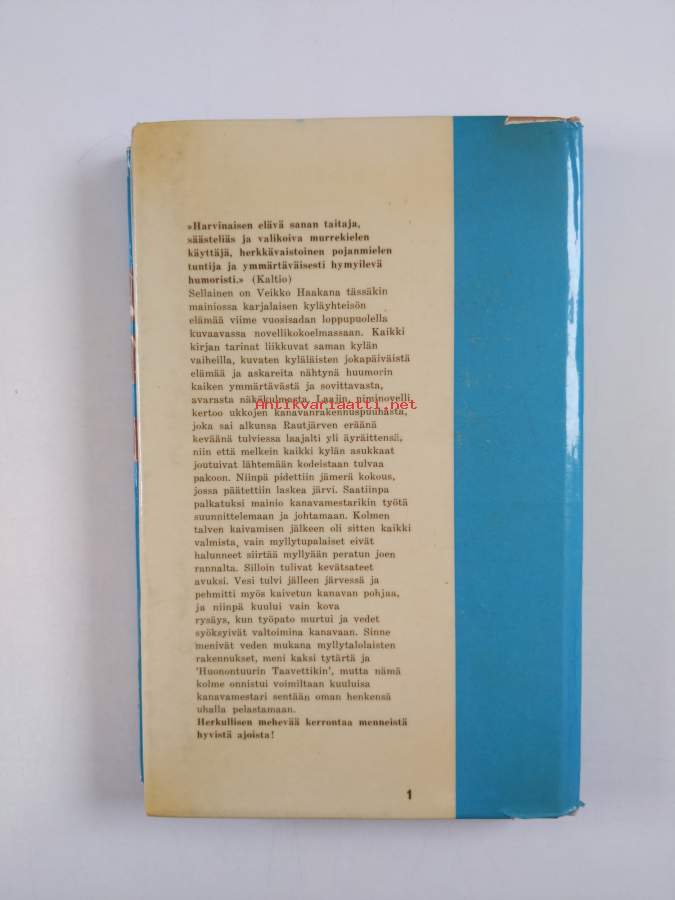 »Harvinaisen elävä sanan taitaja,
säästeliäs ja valikoiva murrekielen
käyttäjä, herkkävaistoinen pojanmielen
tuntija ja ymmärtäväisesti hymyilevä
humoristi.» (Kaltio)
Sellainen on Veikko Haakana tässäkin
mainiossa karjalaisen kyläyhteisön
elämää viime vuosisadan loppupuolella
kuvaavassa novellikokoelmassaan. Kaikki
kirjan tarinat liikkuvat saman kylän
vaiheilla, kuvaten kyläläisten jokapäiväistä
elämää ja askareita nähtynä huumorin
kaiken ymmärtävästä ja sovittavasta,
avarasta näkökulmasta. Laajin, niminovelli
Antikvariaatti.net
kertoo ukkojen kanavanrakennuspuuhasta,
joka sai alkunsa Rautjärven eräänä
keväänä tulviessa laajalti yli äyräittensä,
niin että melkein kaikki kylän asukkaat
joutuivat lähtemään kodeistaan tulvaa
pakoon. Niinpä pidettiin jämerä kokous,
jossa päätettiin laskea järvi. Saatiinpa
palkatuksi mainio kanavamestarikin työtä
suunnittelemaan ja johtamaan. Kolmen
talven kaivamisen jälkeen oli sitten kaikki
valmista, vain myllytupalaiset eivät
halunneet siirtää myllyään peratun joen
rannalta. Silloin tulivat kevätsateet
avuksi. Vesi tulvi jälleen järvessä ja
pehmitti myös kaivetun kanavan pohjaa,
ja niinpä kuului vain kova
rysäys, kun työpato murtui ja vedet
syöksyivät valtoimina kanavaan. Sinne
menivät veden mukana myllytalolaisten
rakennukset, meni kaksi tytärtä ja
'Huonontuurin Taavettikin', mutta nämä
kolme onnistui voimiltaan kuuluisa
kanavamestari sentään oman henkensä
uhalla pelastamaan.
Herkullisen mehevää kerrontaa menneistä
hyvistä ajoista!
1